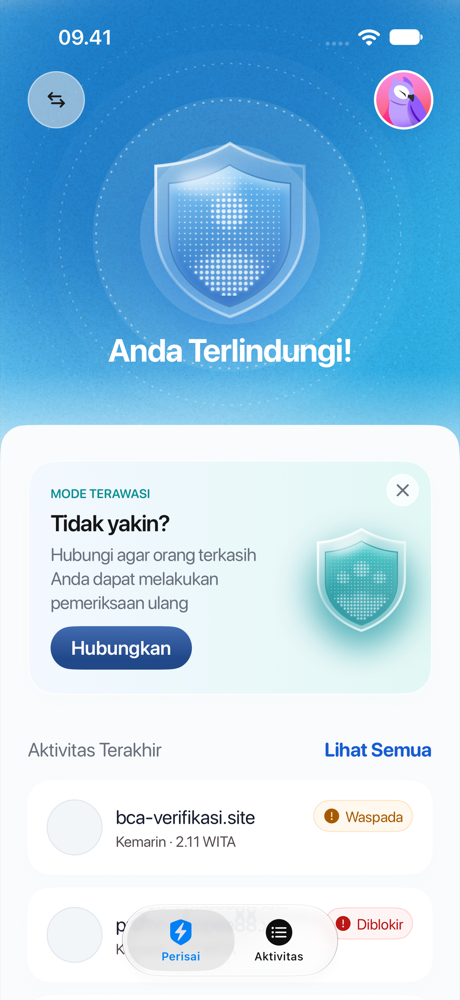 09.41
Anda Terlindungi!
MODE TERAWASI
Tidak yakin?
Hubungi agar orang terkasih
Anda dapat melakukan
pemeriksaan ulang
Hubungkan
Aktivitas Terakhir
Lihat Semua
bca-verifikasi.site
Waspada
Kemarin · 2.11 WITA
Diblokir
Perisai
Aktivitas